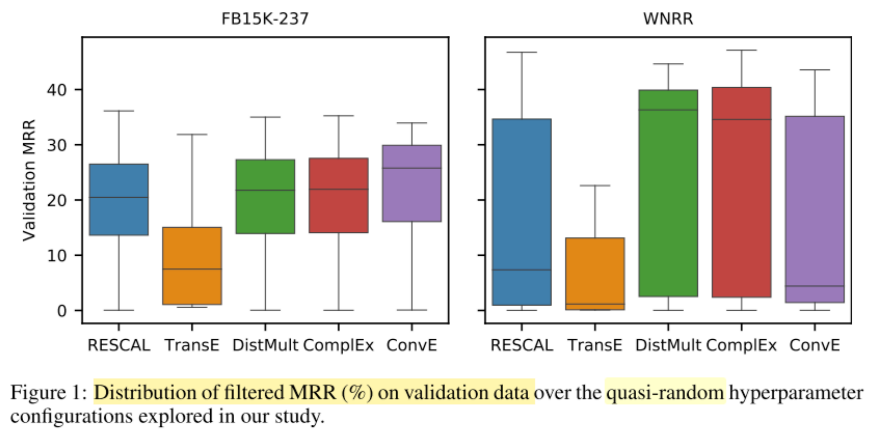 FB15K-237
WNRR
Validation MRR
40
30
20
10
0
RESCAL TransE DistMult ComplEx ConvE
RESCAL TransE DistMult ComplEx ConvE
Figure 1: Distribution of filtered MRR (%) on validation data over the quasi-random hyperparameter
configurations explored in our study.